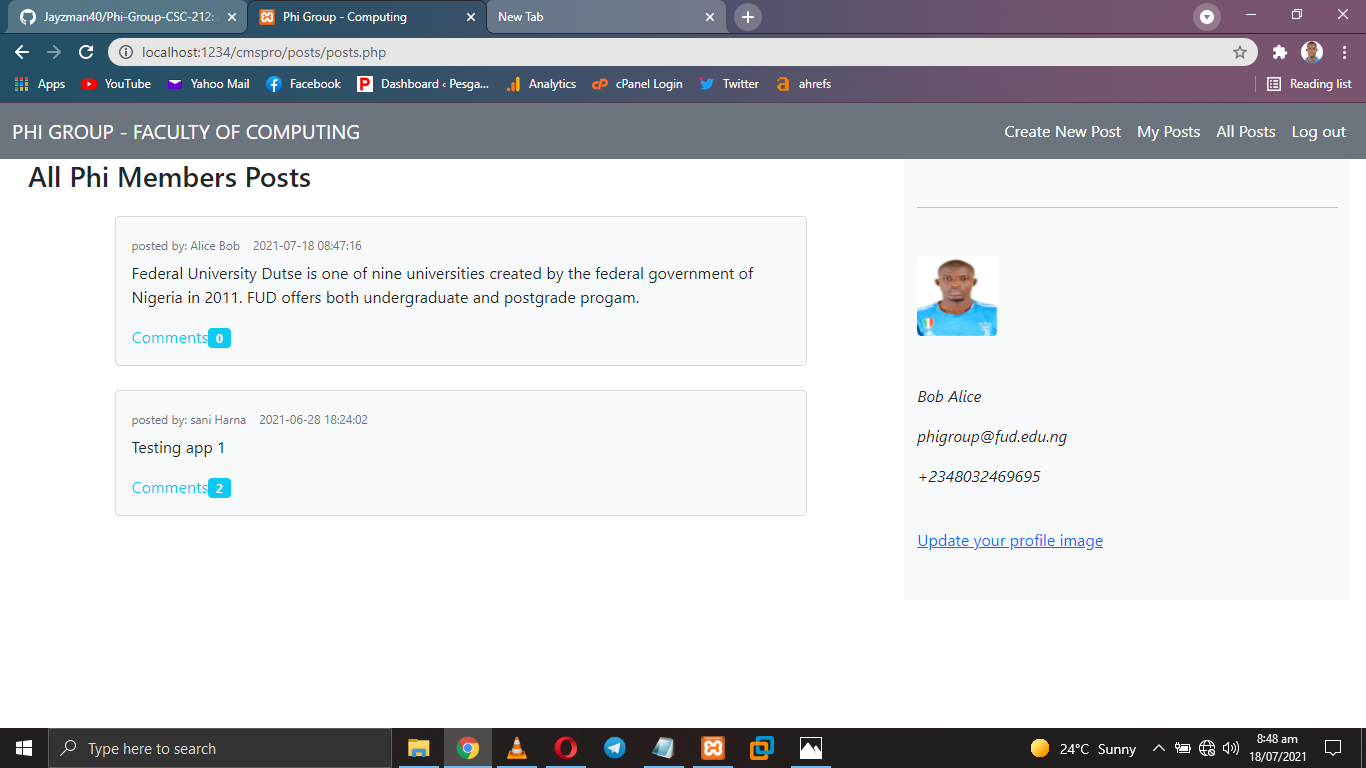 Jayzman40/Phi-Group-CSC-212:
Phi Group - Computing
New Tab
localhost:1234/cmspro/posts/posts.php
Apps
YouTube
Yahoo Mail
Facebook
Dashboard ‹ Pesga...
Analytics
cPanel Login
Twitter
ahrefs
Reading list
PHI GROUP - FACULTY OF COMPUTING
Create New Post
My Posts
All Posts
Log out
All Phi Members Posts
posted by: Alice Bob 2021-07-18 08:47:16
Federal University Dutse is one of nine universities created by the federal government of
Nigeria in 2011. FUD offers both undergraduate and postgrade progam.
Comments 0
posted by: sani Harna 2021-06-28 18:24:02
Testing app 1
Comments 2
Bob Alice
phigroup@fud.edu.ng
+2348032469695
Update your profile image
Type here to search
24°C Sunny
8:48 am
18/07/2021